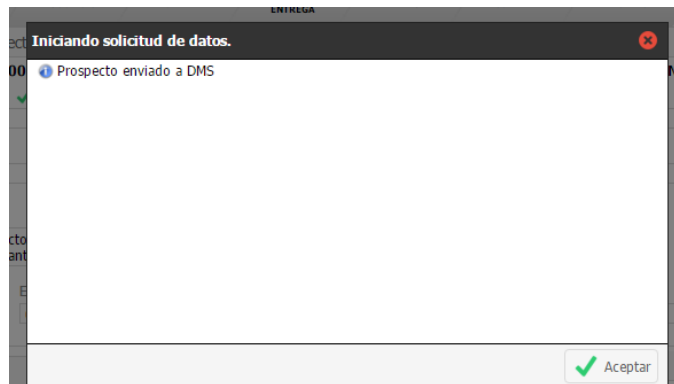 ENTREGA
Iniciando solicitud de datos.
Prospecto enviado a DMS
Aceptar